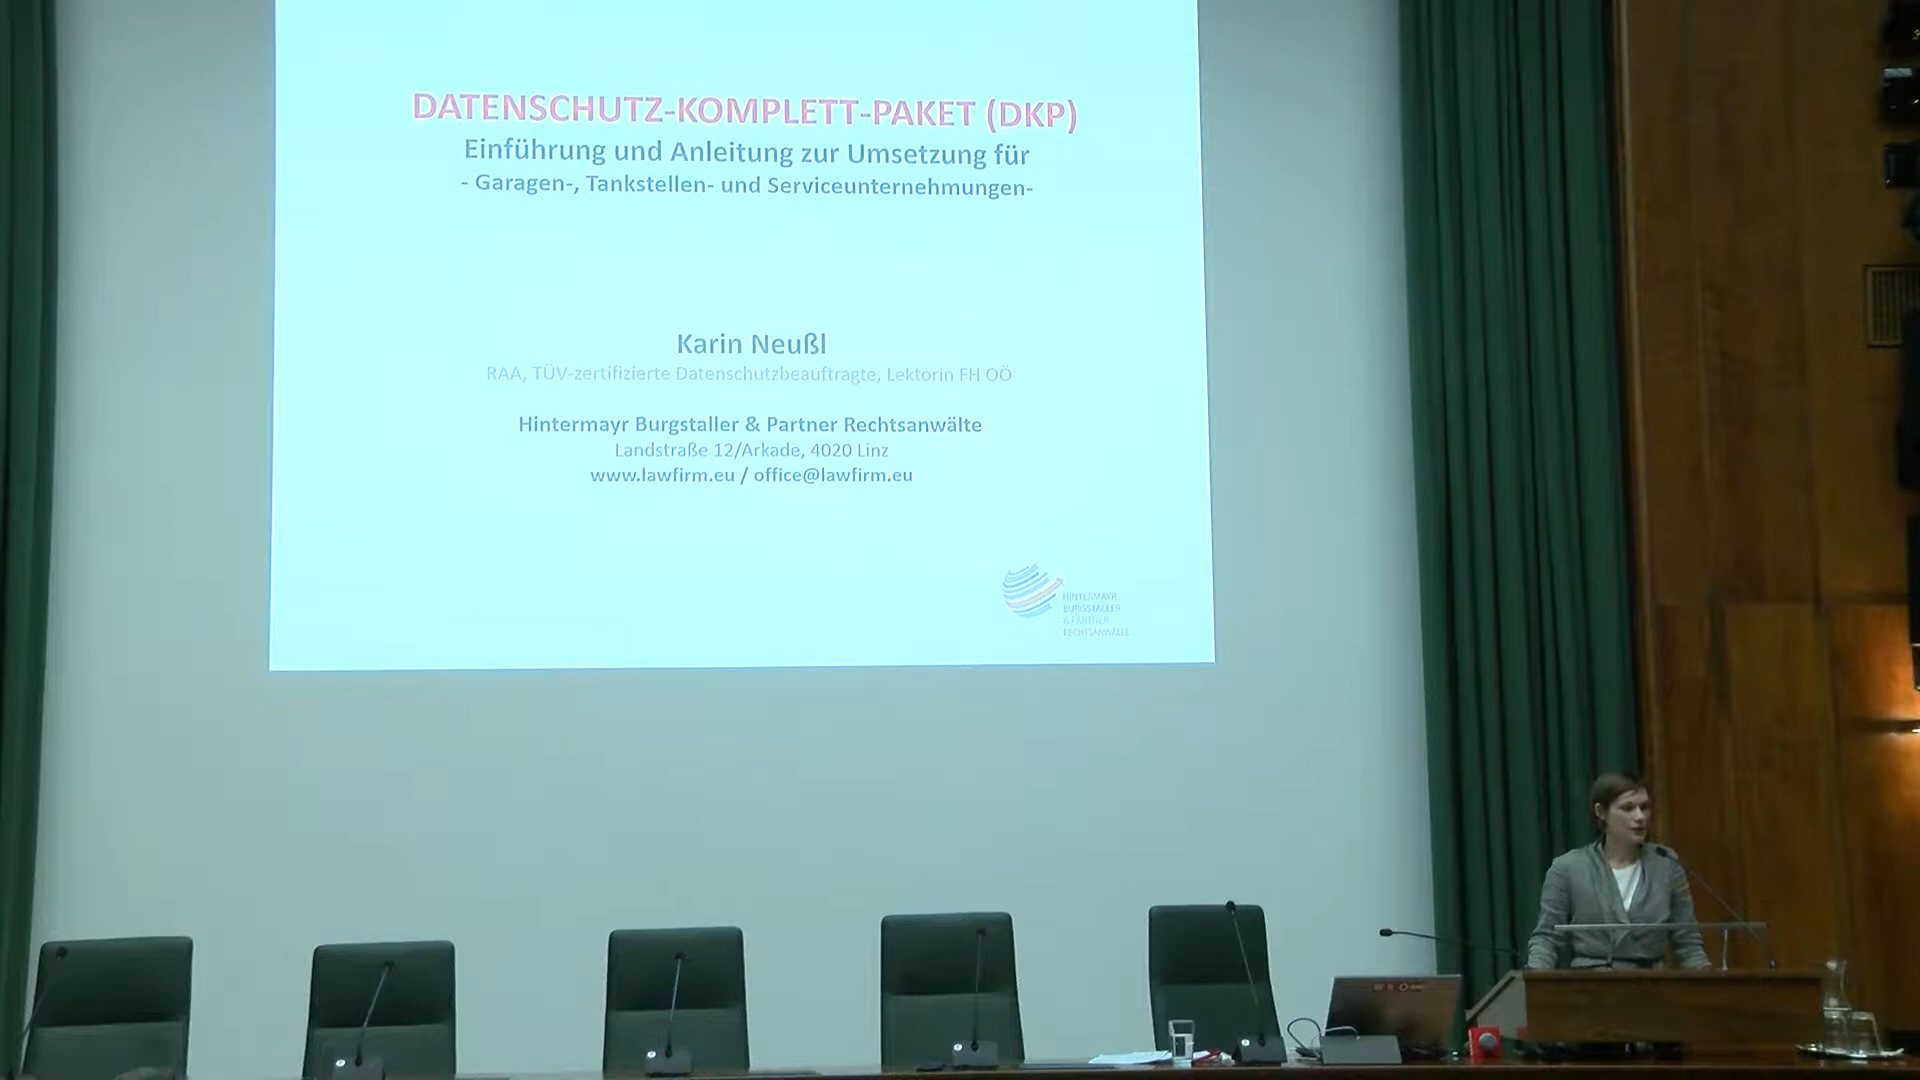 DATENSCHUTZ-KOMPLETT-PAKET (DKP)
Einführung und Anleitung zur Umsetzung für
- Garagen-, Tankstellen- und Serviceunternehmungen-
Karin Neußl
RAA, TÜV-zertifizierte Datenschutzbeauftragte, Lektorin FH OÖ
Hintermayr Burgstaller & Partner Rechtsanwälte
Landstraße 12/Arkade, 4020 Linz
www.lawfirm.eu / office@lawfirm.eu
HINTERMAYR
BURGSTALLER
& PARTNER
RECHTSANWÄLTE